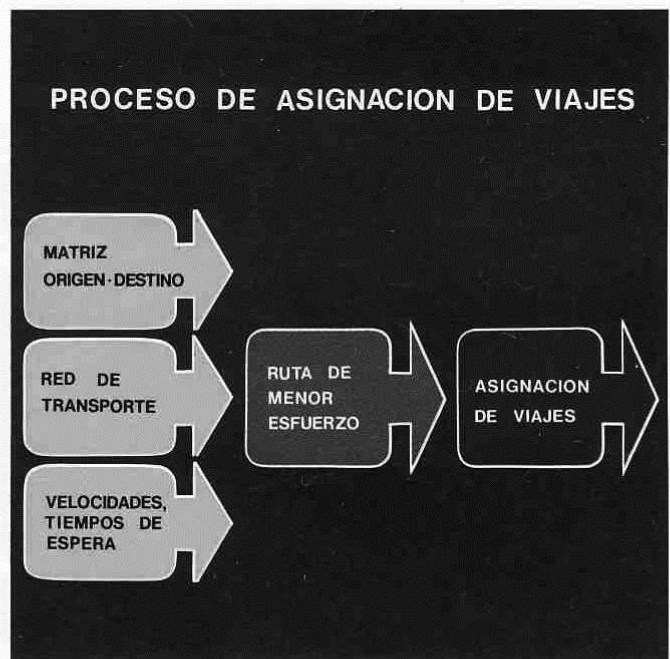 PROCESO DE ASIGNACION DE VIAJES
MATRIZ
ORIGEN-DESTINO
RED DE
TRANSPORTE
VELOCIDADES,
TIEMPOS DE
ESPERA
RUTA DE
MENOR
ESFUERZO
ASIGNACION
DE VIAJES